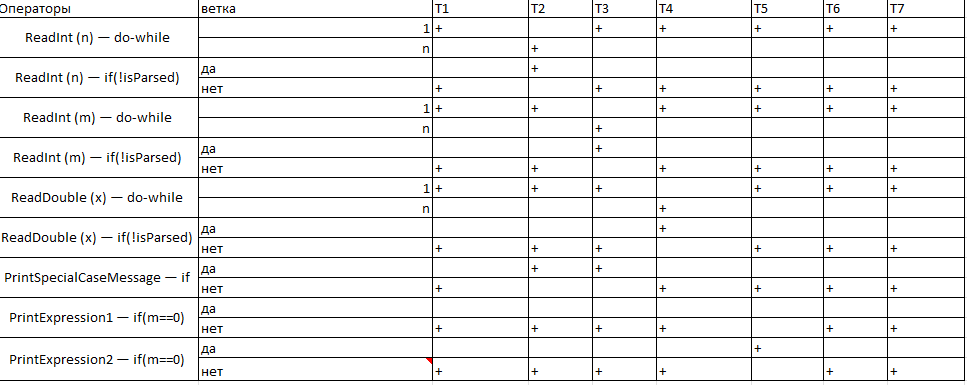 Операторы ветка T1 T2 T3 T4 T5 T6 T7
ReadInt (n) — do-while 1 + + + + + +
n +
ReadInt (n) — if(!isParsed) да +
нет + + + + + +
ReadInt (m) — do-while 1 + + + + + +
n +
ReadInt (m) — if(!isParsed) да +
нет + + + + + +
ReadDouble (x) — do-while 1 + + + + + +
n +
ReadDouble (x) — if(!isParsed) да +
нет + + + + + +
PrintSpecialCaseMessage — if да + +
нет + + + + +
PrintExpression1 — if(m==0) да
нет + + + + + +
PrintExpression2 — if(m==0) да +
нет + + + + + +